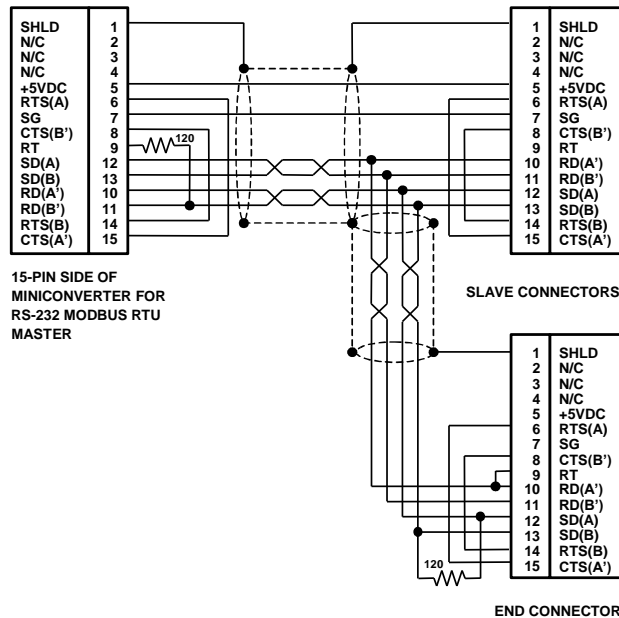 SHLD 1
N/C 2
N/C 3
N/C 4
+5VDC 5
RTS(A) 6
SG 7
CTS(B') 8
RT 9
SD(A) 12
SD(B) 13
RD(A') 10
RD(B') 11
RTS(B) 14
CTS(A') 15
120
15-PIN SIDE OF
MINICONVERTER FOR
RS-232 MODBUS RTU
MASTER
1 SHLD
2 N/C
3 N/C
4 N/C
5 +5VDC
6 RTS(A)
7 SG
8 CTS(B')
9 RT
10 RD(A')
11 RD(B')
12 SD(A)
13 SD(B)
14 RTS(B)
15 CTS(A')
SLAVE CONNECTORS
1 SHLD
2 N/C
3 N/C
4 N/C
5 +5VDC
6 RTS(A)
7 SG
8 CTS(B')
9 RT
10 RD(A')
11 RD(B')
12 SD(A)
13 SD(B)
14 RTS(B)
15 CTS(A')
120
END CONNECTOR